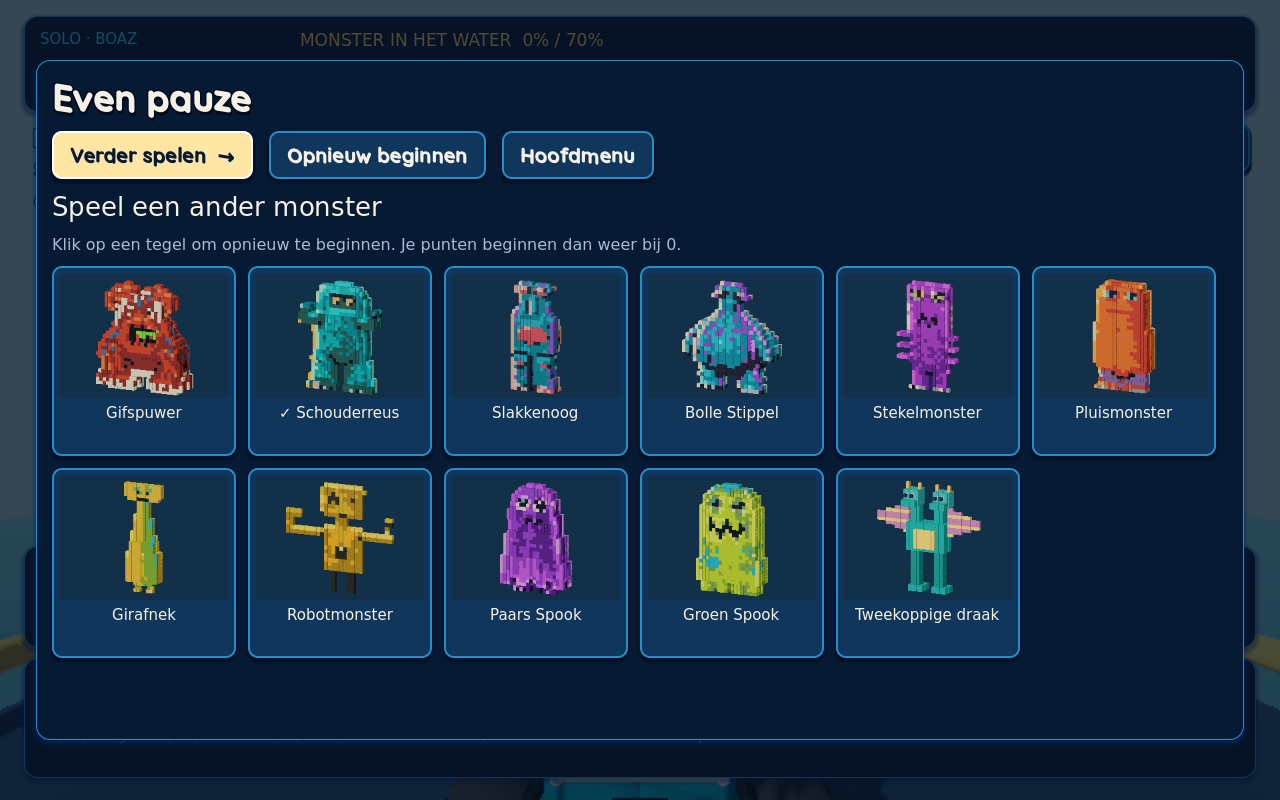 SOLO · BOAZ
MONSTER IN HET WATER 0% / 70%
Even pauze
Verder spelen →
Opnieuw beginnen
Hoofdmenu
Speel een ander monster
Klik op een tegel om opnieuw te beginnen. Je punten beginnen dan weer bij 0.
Gifspuwer
✓ Schouderreus
Slakkenoog
Bolle Stippel
Stekelmonster
Pluismonster
Girafnek
Robotmonster
Paars Spook
Groen Spook
Tweekoppige draak